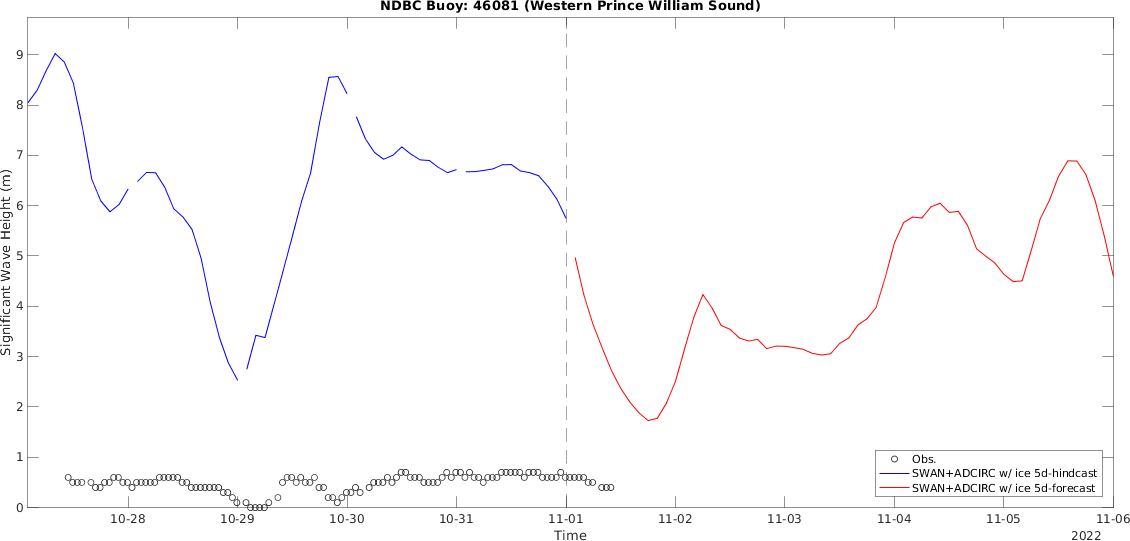 NDBC Buoy: 46081 (Western Prince William Sound)
Significant Wave Height (m)
9
8
7
6
5
4
3
2
1
0
Obs.
SWAN+ADCIRC w/ ice 5d-hindcast
SWAN+ADCIRC w/ ice 5d-forecast
10-28 10-29 10-30 10-31 11-01 11-02 11-03 11-04 11-05 11-06
Time
2022